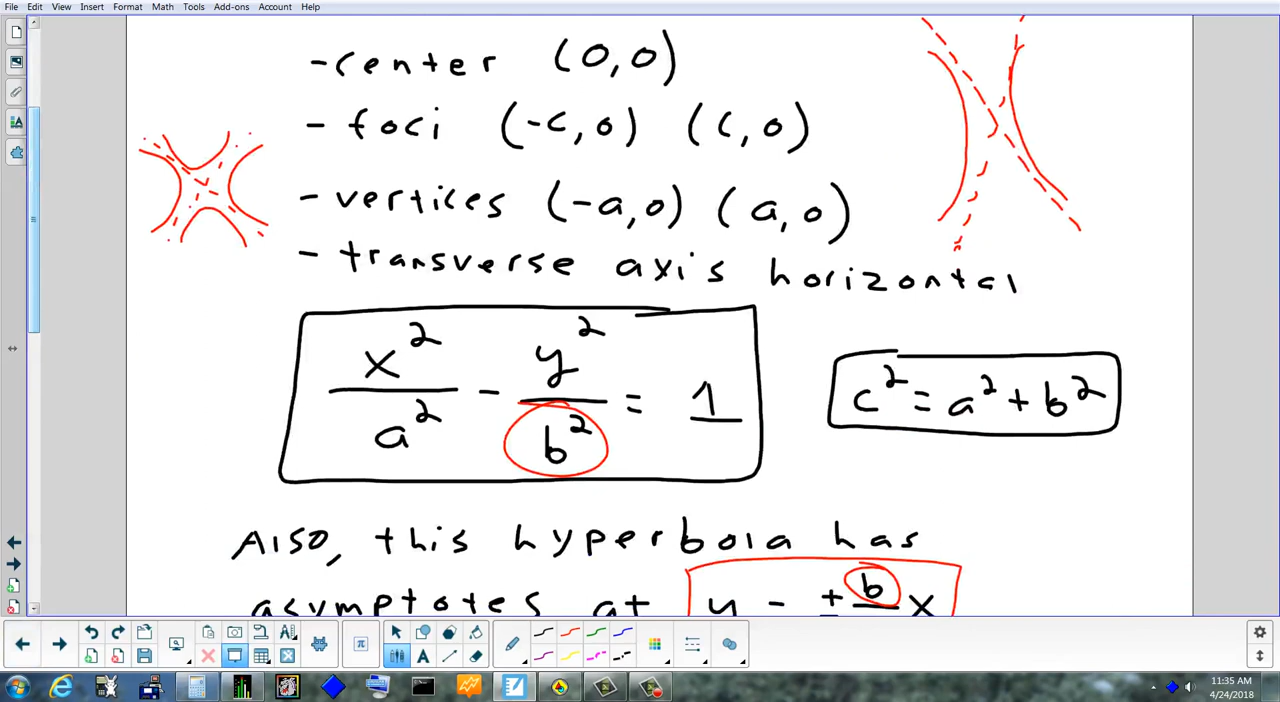 File Edit View Insert Format Math Tools Add-ons Account Help
-center (0,0)
- foci (-c,0) (c,0)
- vertices (-a,0) (a,0)
- transverse axis horizontal
x² / a² - y² / b² = 1
c² = a² + b²
Also, this hyperbola has
asymptotes at y = ± b x
11:35 AM
4/24/2018